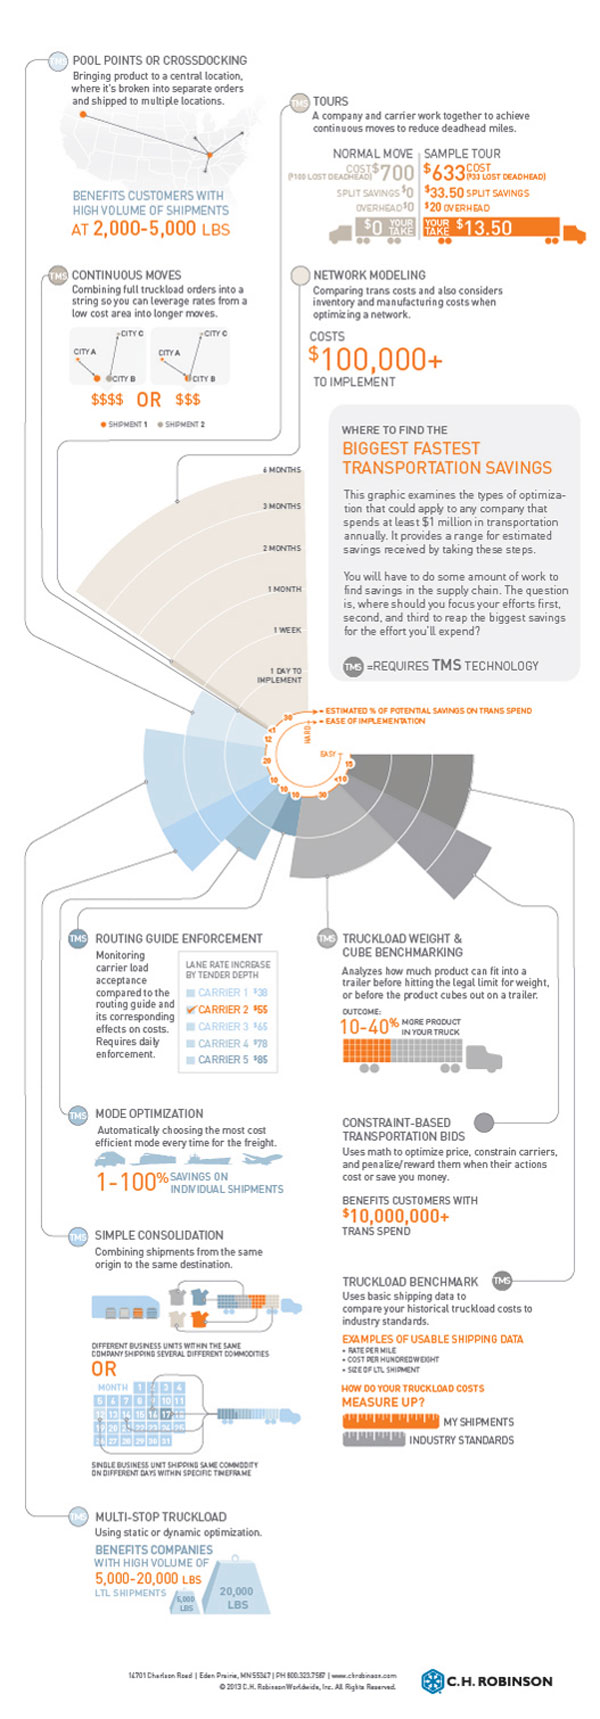 TMS POOL POINTS OR CROSSDOCKING
Bringing product to a central location,
where it's broken into separate orders
and shipped to multiple locations.
BENEFITS CUSTOMERS WITH
HIGH VOLUME OF SHIPMENTS
AT 2,000-5,000 LBS
TMS TOURS
A company and carrier work together to achieve
continuous moves to reduce deadhead miles.
NORMAL MOVE
COST $700
($100 LOST DEADHEAD)
SPLIT SAVINGS $0
OVERHEAD $0
$0 YOUR TAKE
SAMPLE TOUR
$633 COST
($33 LOST DEADHEAD)
$33.50 SPLIT SAVINGS
$20 OVERHEAD
YOUR TAKE $13.50
TMS CONTINUOUS MOVES
Combining full truckload orders into a
string so you can leverage rates from a
low cost area into longer moves.
CITY C
CITY A
CITY B
CITY C
CITY A
CITY B
$$$$ OR $$$
SHIPMENT 1 SHIPMENT 2
NETWORK MODELING
Comparing trans costs and also considers
inventory and manufacturing costs when
optimizing a network.
COSTS
$100,000+
TO IMPLEMENT
WHERE TO FIND THE
BIGGEST FASTEST
TRANSPORTATION SAVINGS
This graphic examines the types of optimiza-
tion that could apply to any company that
spends at least $1 million in transportation
annually. It provides a range for estimated
savings received by taking these steps.
You will have to do some amount of work to
find savings in the supply chain. The question
is, where should you focus your efforts first,
second, and third to reap the biggest savings
for the effort you'll expend?
TMS =REQUIRES TMS TECHNOLOGY
6 MONTHS
3 MONTHS
2 MONTHS
1 MONTH
1 WEEK
1 DAY TO
IMPLEMENT
= ESTIMATED % OF POTENTIAL SAVINGS ON TRANS SPEND
= EASE OF IMPLEMENTATION
HARD
EASY
30
<1
12
20
10
10
10
50
<10
15
TMS ROUTING GUIDE ENFORCEMENT
Monitoring
carrier load
acceptance
compared to the
routing guide and
its corresponding
effects on costs.
Requires daily
enforcement.
LANE RATE INCREASE
BY TENDER DEPTH
CARRIER 1 $38
CARRIER 2 $55
CARRIER 3 $65
CARRIER 4 $78
CARRIER 5 $85
TMS TRUCKLOAD WEIGHT &
CUBE BENCHMARKING
Analyzes how much product can fit into a
trailer before hitting the legal limit for weight,
or before the product cubes out on a trailer.
OUTCOME:
10-40% MORE PRODUCT
IN YOUR TRUCK
TMS MODE OPTIMIZATION
Automatically choosing the most cost
efficient mode every time for the freight.
1-100% SAVINGS ON
INDIVIDUAL SHIPMENTS
CONSTRAINT-BASED
TRANSPORTATION BIDS
Uses math to optimize price, constrain carriers,
and penalize/reward them when their actions
cost or save you money.
BENEFITS CUSTOMERS WITH
$10,000,000+
TRANS SPEND
TMS SIMPLE CONSOLIDATION
Combining shipments from the same
origin to the same destination.
DIFFERENT BUSINESS UNITS WITHIN THE SAME
COMPANY SHIPPING SEVERAL DIFFERENT COMMODITIES
OR
MONTH 1 2 3 4
5 6 7 8 9 10 11
SINGLE BUSINESS UNIT SHIPPING SAME COMMODITY
ON DIFFERENT DAYS WITHIN SPECIFIC TIMEFRAME
TRUCKLOAD BENCHMARK TMS
Uses basic shipping data to
compare your historical truckload costs to
industry standards.
EXAMPLES OF USABLE SHIPPING DATA
• RATE PER MILE
• COST PER HUNDREDWEIGHT
• SIZE OF LTL SHIPMENT
HOW DO YOUR TRUCKLOAD COSTS
MEASURE UP?
MY SHIPMENTS
INDUSTRY STANDARDS
TMS MULTI-STOP TRUCKLOAD
Using static or dynamic optimization.
BENEFITS COMPANIES
WITH HIGH VOLUME OF
5,000-20,000 LBS
LTL SHIPMENTS
5,000
LBS
20,000
LBS
14701 Charlson Road | Eden Prairie, MN 55347 | PH 800.323.7587 | www.chrobinson.com
© 2013 C.H. Robinson Worldwide, Inc. All Rights Reserved.
C.H. ROBINSON